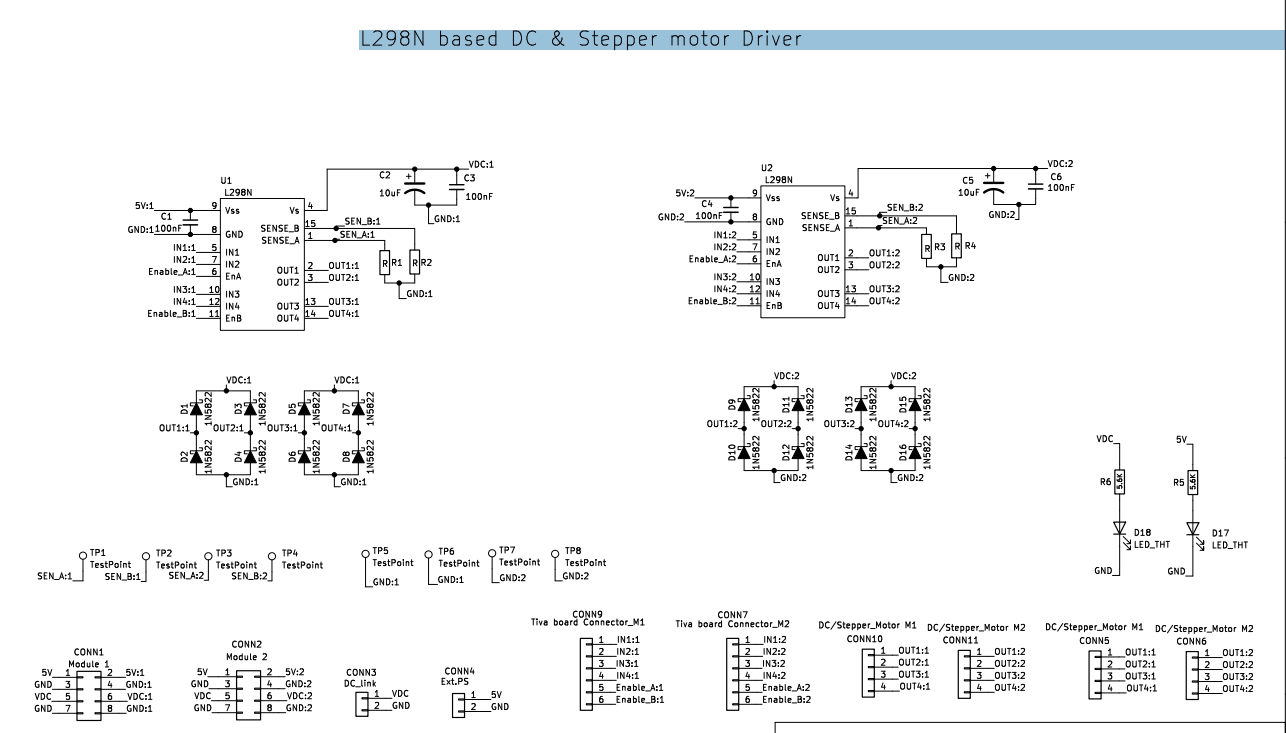 L298N based DC & Stepper motor Driver
U1
L298N
VDC:1
C2
10uF
C3
100nF
GND:1
5V:1
9
Vss
Vs
4
C1
100nF
GND:1
8
GND
SENSE_B
15
SEN_B:1
SENSE_A
1
SEN_A:1
IN1:1
5
IN1
IN2:1
7
IN2
Enable_A:1
6
EnA
IN3:1
10
IN3
IN4:1
12
IN4
Enable_B:1
11
EnB
OUT1
2
OUT1:1
OUT2
3
OUT2:1
OUT3
13
OUT3:1
OUT4
14
OUT4:1
R
R1
R
R2
GND:1
U2
L298N
VDC:2
C5
10uF
C6
100nF
GND:2
5V:2
9
Vss
Vs
4
C4
100nF
GND:2
8
GND
SENSE_B
15
SEN_B:2
SENSE_A
1
SEN_A:2
IN1:2
5
IN1
IN2:2
7
IN2
Enable_A:2
6
EnA
IN3:2
10
IN3
IN4:2
12
IN4
Enable_B:2
11
EnB
OUT1
2
OUT1:2
OUT2
3
OUT2:2
OUT3
13
OUT3:2
OUT4
14
OUT4:2
R
R3
R
R4
GND:2
VDC:1
D1
1N5822
D3
1N5822
OUT1:1
OUT2:1
D2
1N5822
D4
1N5822
GND:1
VDC:1
D5
1N5822
D7
1N5822
OUT3:1
OUT4:1
D6
1N5822
D8
1N5822
GND:1
VDC:2
D9
1N5822
D11
1N5822
OUT1:2
OUT2:2
D10
1N5822
D12
1N5822
GND:2
VDC:2
D13
1N5822
D15
1N5822
OUT3:2
OUT4:2
D14
1N5822
D16
1N5822
GND:2
VDC
R6
5.6K
D18
LED_THT
GND
5V
R5
5.6K
D17
LED_THT
GND
TP1
TestPoint
SEN_A:1
TP2
TestPoint
SEN_B:1
TP3
TestPoint
SEN_A:2
TP4
TestPoint
SEN_B:2
TP5
TestPoint
GND:1
TP6
TestPoint
GND:1
TP7
TestPoint
GND:2
TP8
TestPoint
GND:2
CONN1
Module 1
5V 1 2 5V:1
GND 3 4 GND:1
VDC 5 6 VDC:1
GND 7 8 GND:1
CONN2
Module 2
5V 1 2 5V:2
GND 3 4 GND:2
VDC 5 6 VDC:2
GND 7 8 GND:2
CONN3
DC_link
1 VDC
2 GND
CONN4
Ext.PS
1 5V
2 GND
CONN9
Tiva board Connector_M1
1 IN1:1
2 IN2:1
3 IN3:1
4 IN4:1
5 Enable_A:1
6 Enable_B:1
CONN7
Tiva board Connector_M2
1 IN1:2
2 IN2:2
3 IN3:2
4 IN4:2
5 Enable_A:2
6 Enable_B:2
DC/Stepper_Motor M1
CONN10
1 OUT1:1
2 OUT2:1
3 OUT3:1
4 OUT4:1
DC/Stepper_Motor M2
CONN11
1 OUT1:2
2 OUT2:2
3 OUT3:2
4 OUT4:2
DC/Stepper_Motor M1
CONN5
1 OUT1:1
2 OUT2:1
3 OUT3:1
4 OUT4:1
DC/Stepper_Motor M2
CONN6
1 OUT1:2
2 OUT2:2
3 OUT3:2
4 OUT4:2